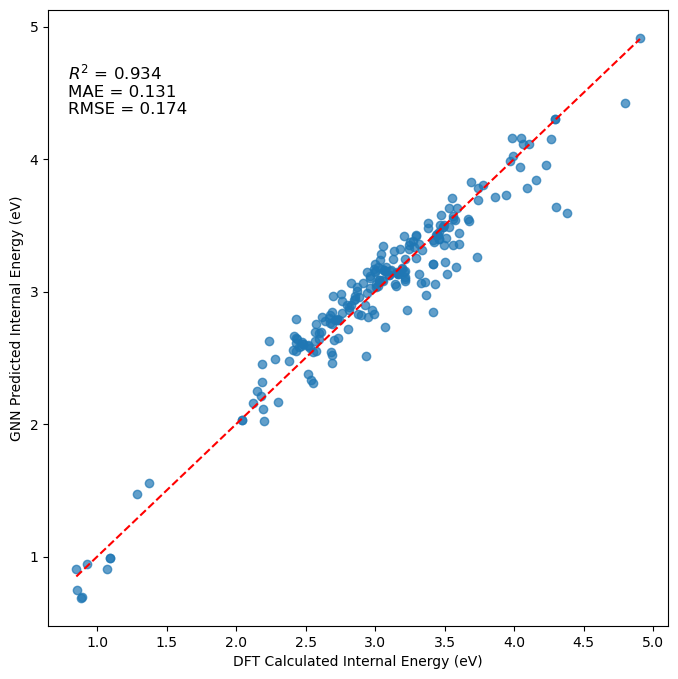 R² = 0.934
MAE = 0.131
RMSE = 0.174
GNN Predicted Internal Energy (eV)
5
4
3
2
1
1.0 1.5 2.0 2.5 3.0 3.5 4.0 4.5 5.0
DFT Calculated Internal Energy (eV)